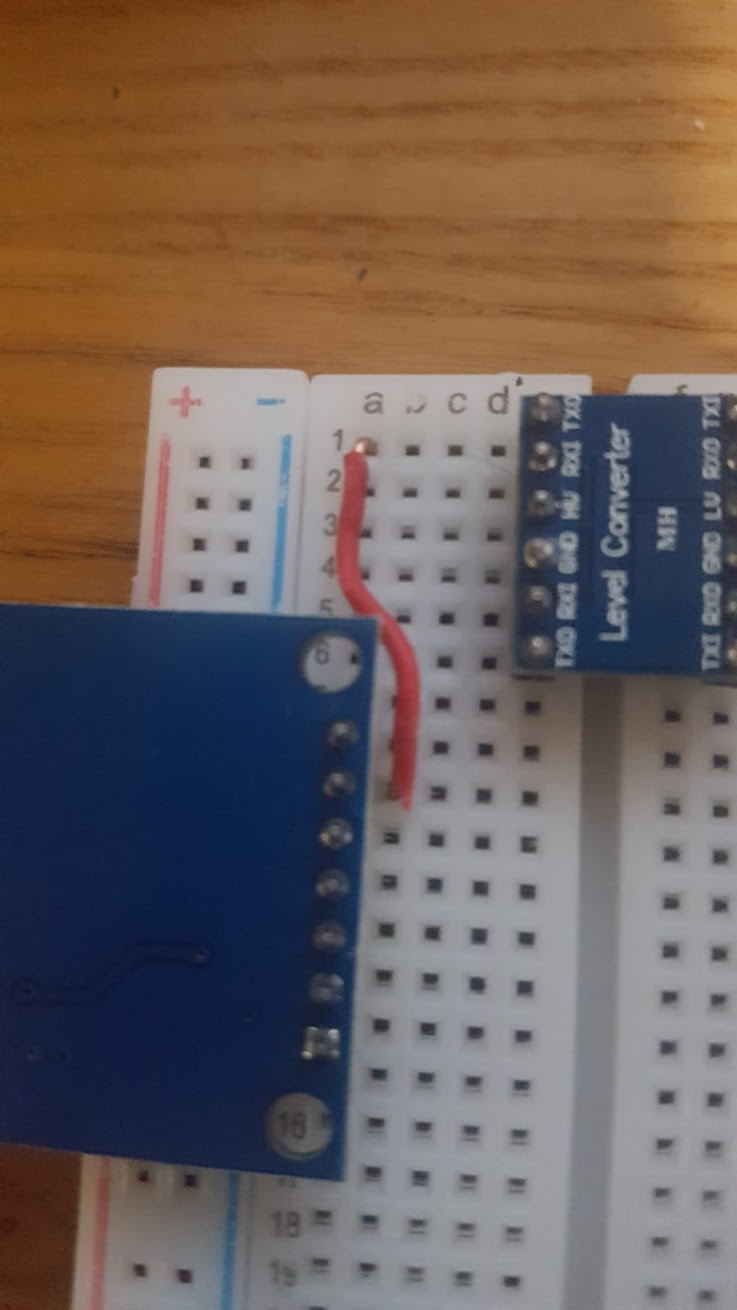 + -
a b c d
1
2
3
4
5
6
16
18
19
TXO RXI HV GND RXI TXO
Level Converter
MH
TXI RXO LV GND RXO TXI